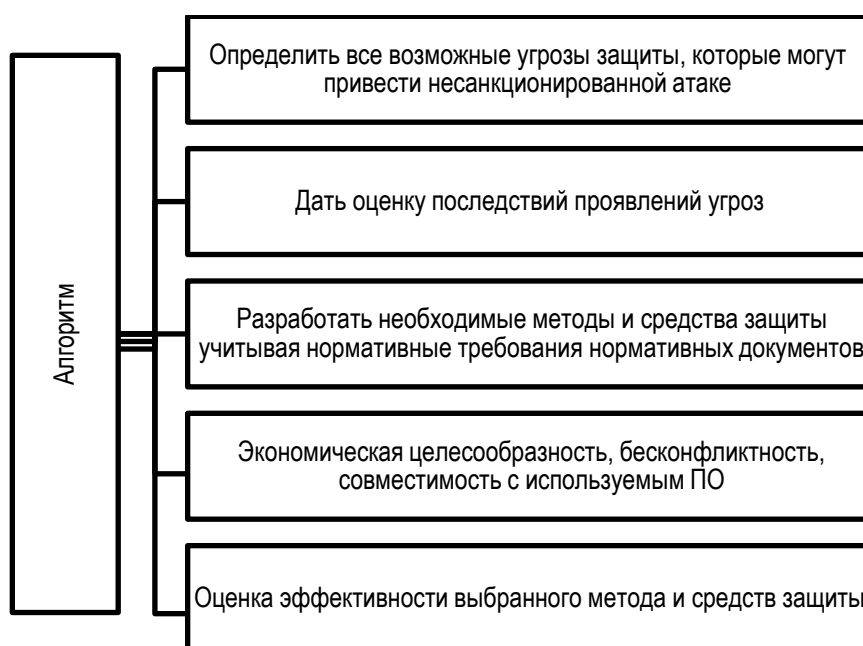 Алгоритм
Определить все возможные угрозы защиты, которые могут
привести несанкционированной атаке
Дать оценку последствий проявлений угроз
Разработать необходимые методы и средства защиты
учитывая нормативные требования нормативных документов
Экономическая целесообразность, бесконфликтность,
совместимость с используемым ПО
Оценка эффективности выбранного метода и средств защиты